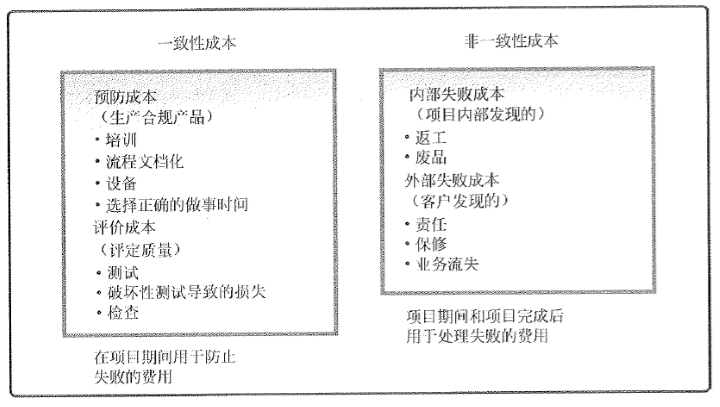 一致性成本
预防成本
（生产合规产品）
•培训
•流程文档化
•设备
•选择正确的做事时间
评价成本
（评定质量）
•测试
•破坏性测试导致的损失
•检查
在项目期间用于防止
失败的费用
非一致性成本
内部失败成本
（项目内部发现的）
•返工
•废品
外部失败成本
（客户发现的）
•责任
•保修
•业务流失
项目期间和项目完成后
用于处理失败的费用